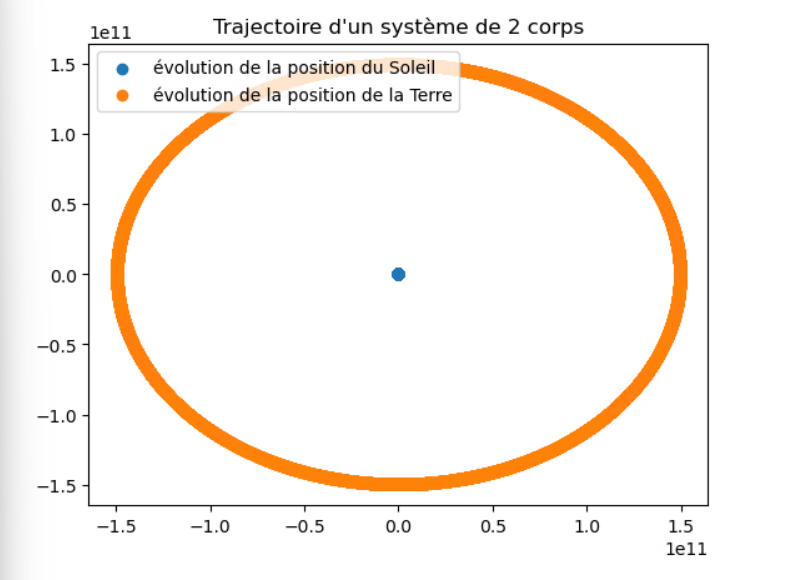 Trajectoire d'un système de 2 corps
1e11
évolution de la position du Soleil
évolution de la position de la Terre
1.5
1.0
0.5
0.0
−0.5
−1.0
−1.5
−1.5 −1.0 −0.5 0.0 0.5 1.0 1.5
1e11